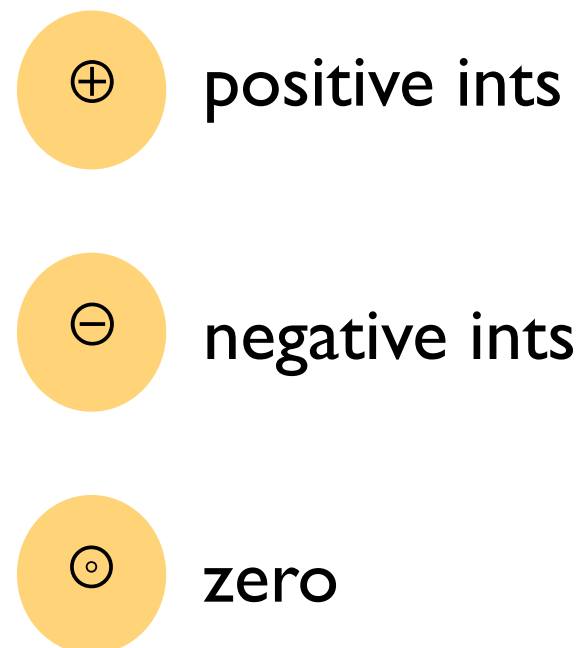 ⊕ positive ints
⊖ negative ints
⊚ zero